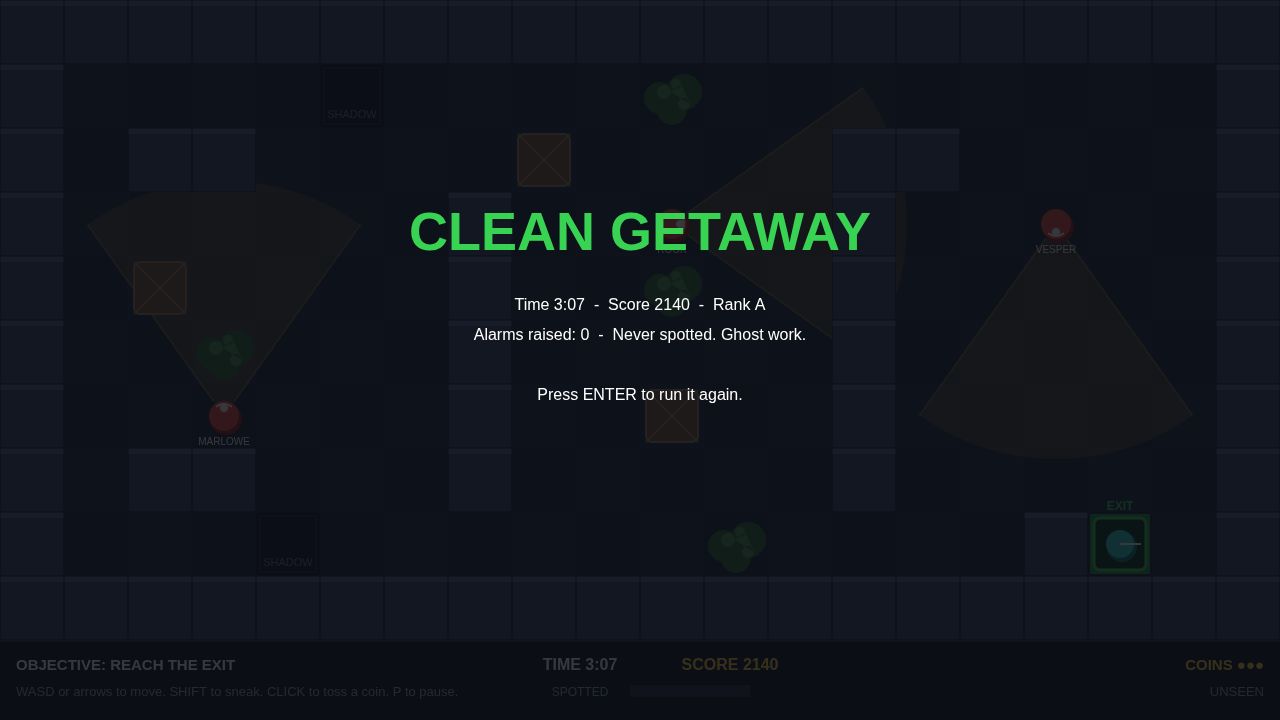 SHADOW
CLEAN GETAWAY
VESPER
Time 3:07 - Score 2140 - Rank A
Alarms raised: 0 - Never spotted. Ghost work.
Press ENTER to run it again.
MARLOWE
EXIT
SHADOW
OBJECTIVE: REACH THE EXIT
TIME 3:07
SCORE 2140
COINS ●●●
WASD or arrows to move. SHIFT to sneak. CLICK to toss a coin. P to pause.
SPOTTED
UNSEEN